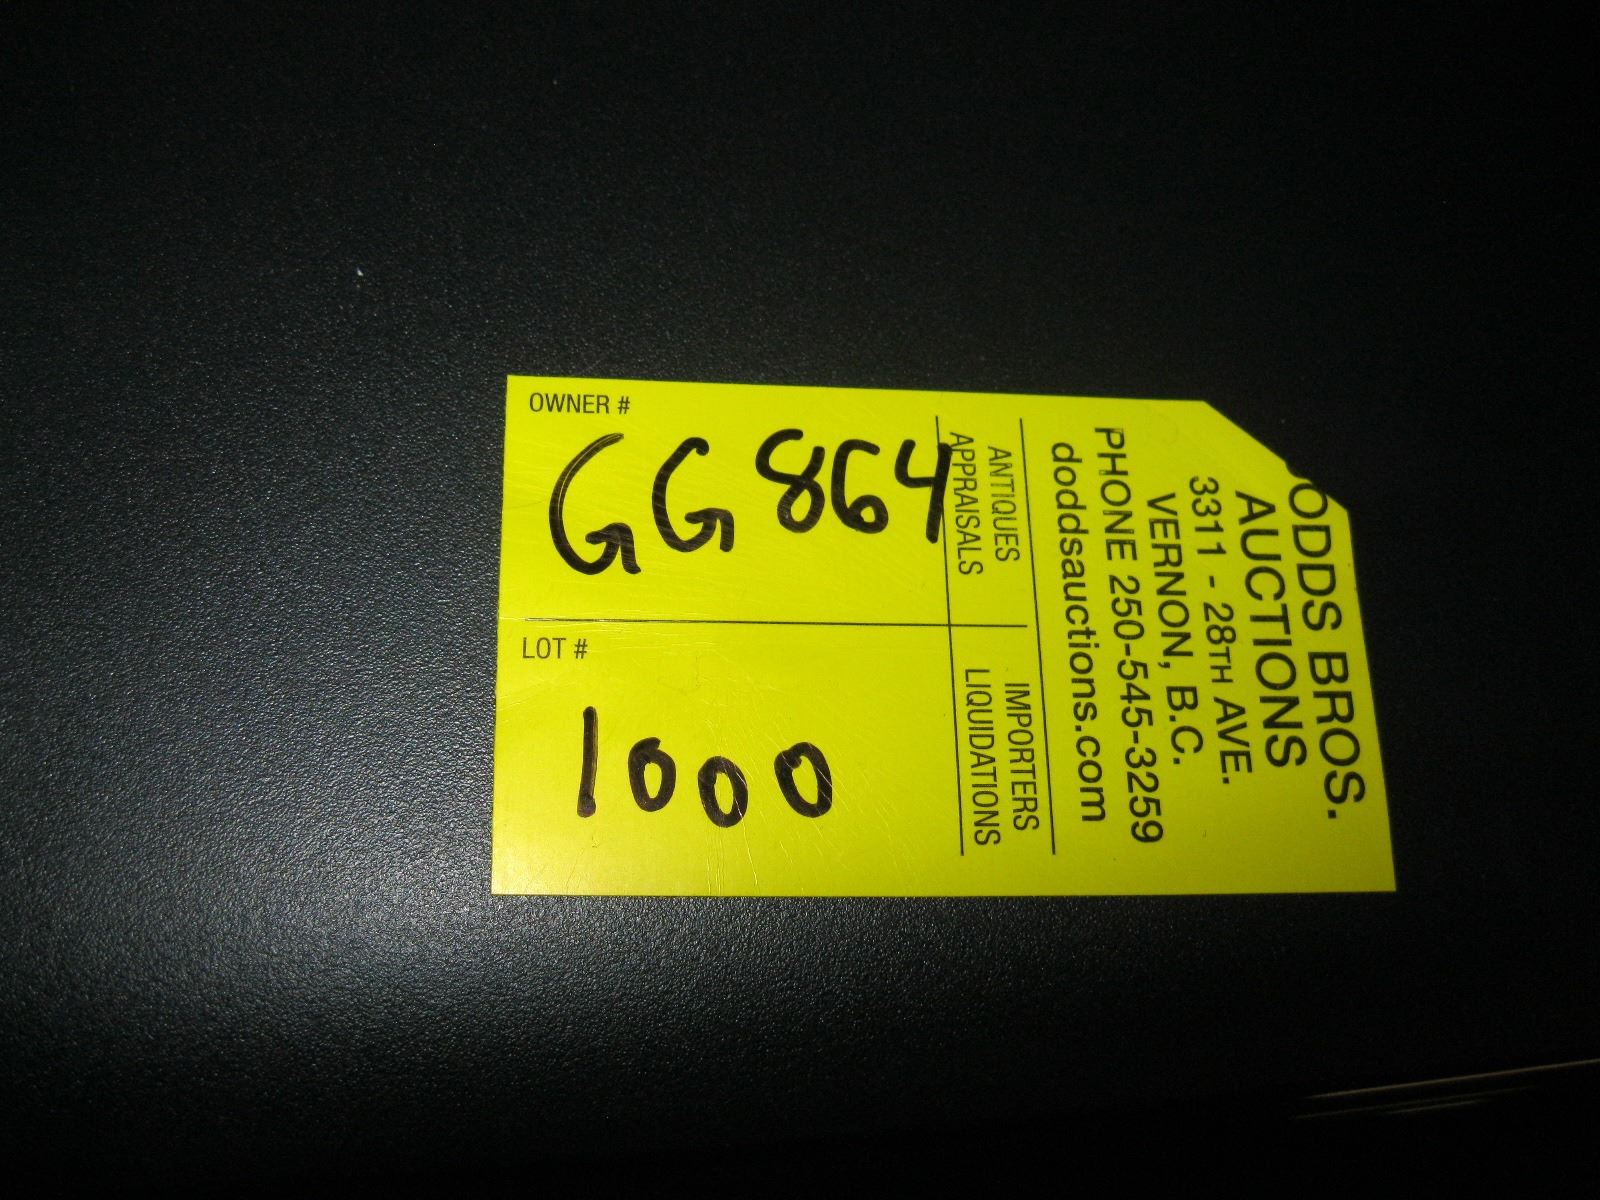 OWNER #
GG864
LOT #
1000
ODDS BROS.
AUCTIONS
3311 - 28TH AVE.
VERNON, B.C.
PHONE 250-545-3259
doddsauctions.com
ANTIQUES
APPRAISALS
IMPORTERS
LIQUIDATIONS